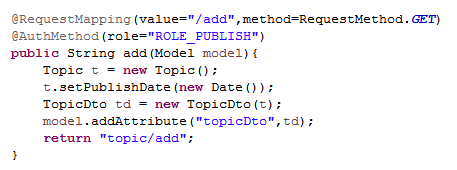 @RequestMapping(value="/add",method=RequestMethod.GET)
@AuthMethod(role="ROLE_PUBLISH")
public String add(Model model){
    Topic t = new Topic();
    t.setPublishDate(new Date());
    TopicDto td = new TopicDto(t);
    model.addAttribute("topicDto",td);
    return "topic/add";
}